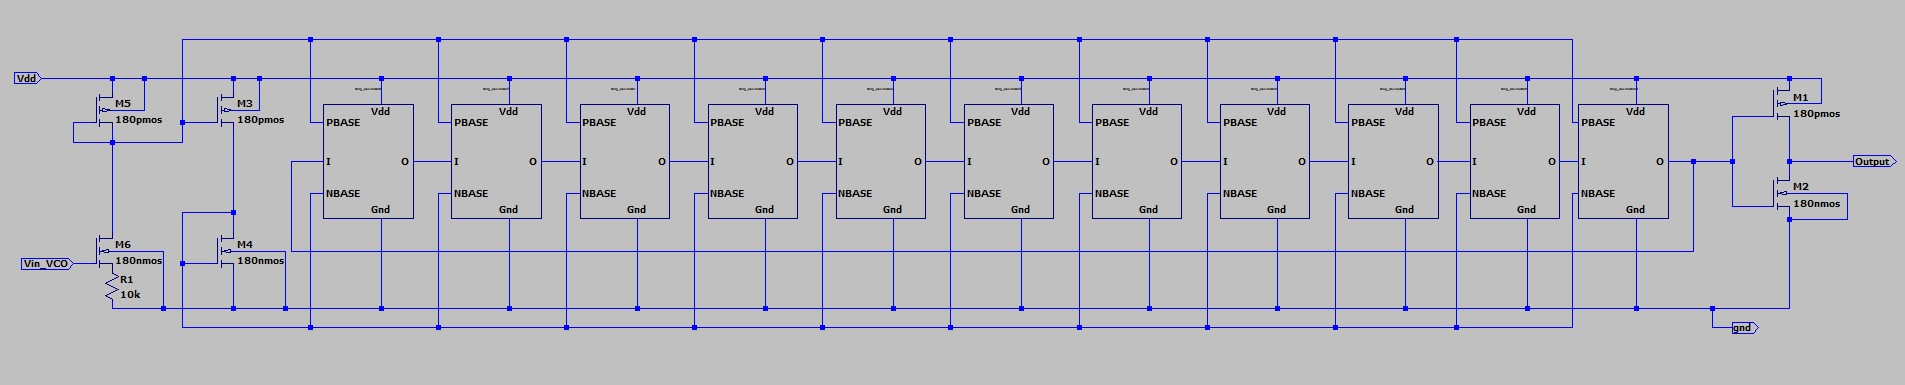 Vdd
M5
180pmos
M3
180pmos
Vdd
PBASE
I
O
NBASE
Gnd
Vdd
PBASE
I
O
NBASE
Gnd
Vdd
PBASE
I
O
NBASE
Gnd
Vdd
PBASE
I
O
NBASE
Gnd
Vdd
PBASE
I
O
NBASE
Gnd
Vdd
PBASE
I
O
NBASE
Gnd
Vdd
PBASE
I
O
NBASE
Gnd
Vdd
PBASE
I
O
NBASE
Gnd
Vdd
PBASE
I
O
NBASE
Gnd
Vdd
PBASE
I
O
NBASE
Gnd
Vdd
PBASE
I
O
NBASE
Gnd
M1
180pmos
Output
M2
180nmos
M6
180nmos
M4
180nmos
Vin_VCO
R1
10k
gnd